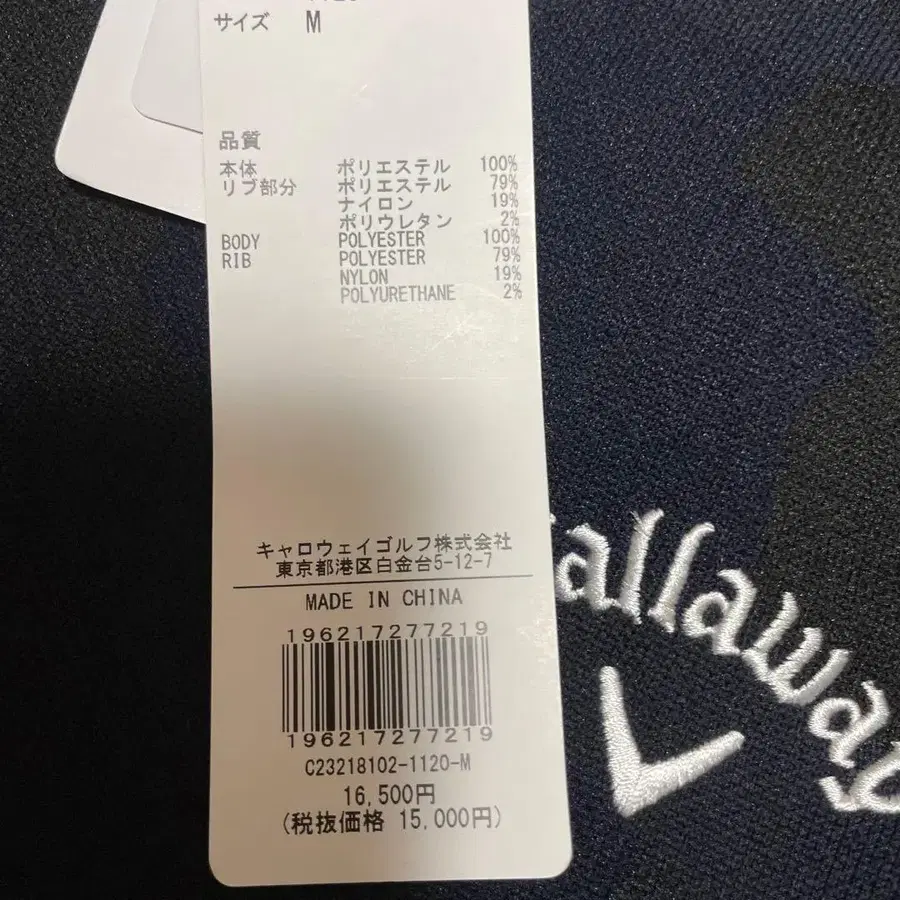 サイズ M
品質
本体 ポリエステル 100%
リブ部分 ポリエステル 79%
ナイロン 19%
ポリウレタン 2%
BODY POLYESTER 100%
RIB POLYESTER 79%
NYLON 19%
POLYURETHANE 2%
キャロウェイゴルフ株式会社
東京都港区白金台5-12-7
MADE IN CHINA
196217277219
196217277219
C23218102-1120-M
16,500円
(税抜価格 15,000円)
Callaway